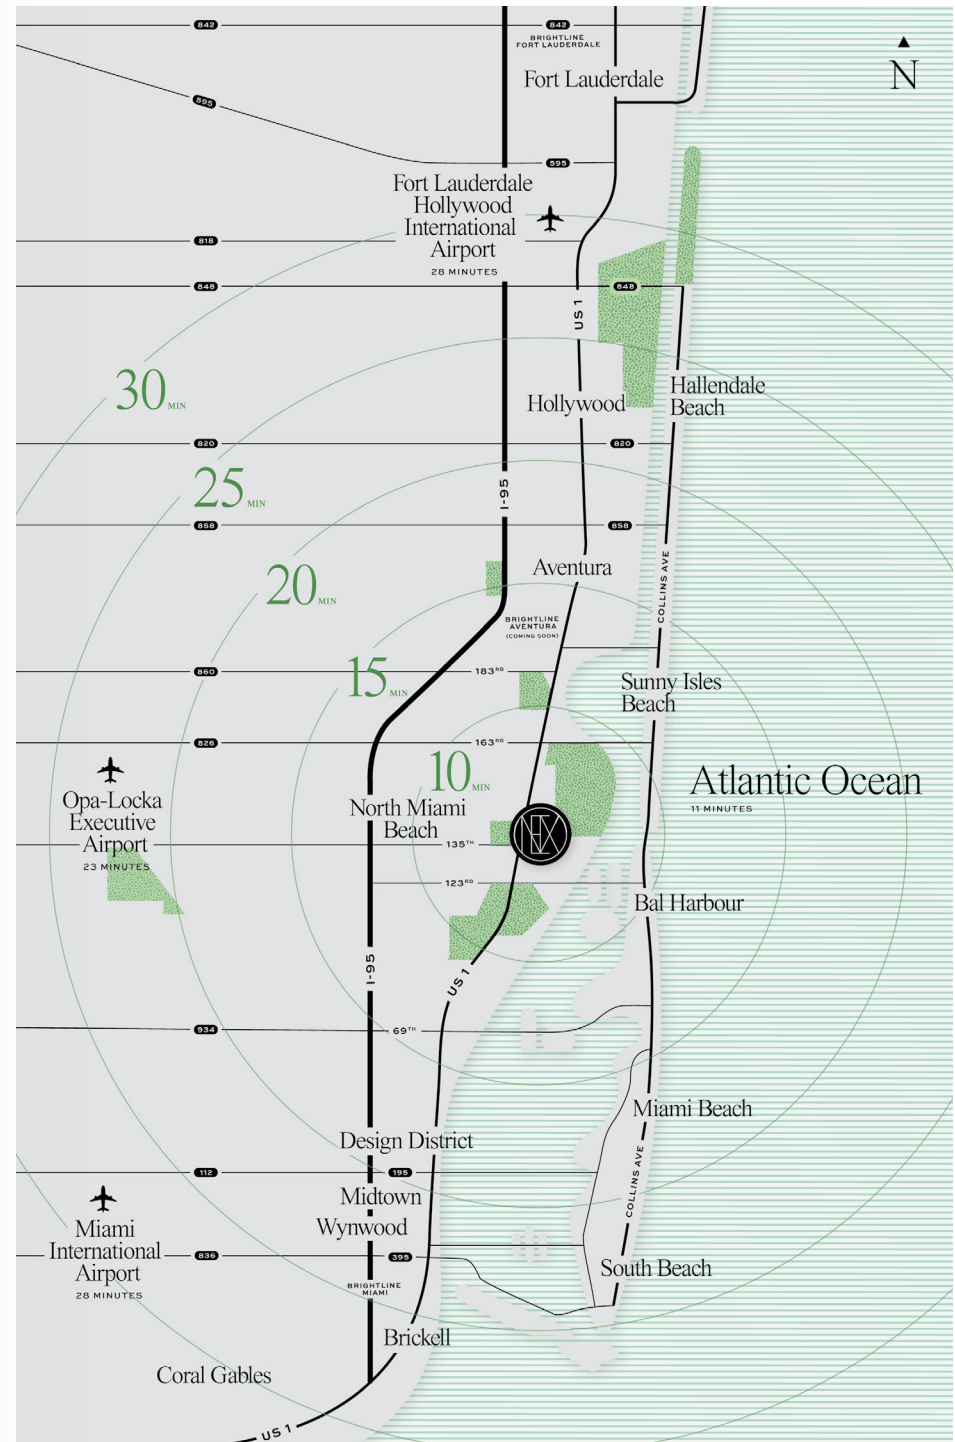 842
842
BRIGHTLINE
FORT LAUDERDALE
N
Fort Lauderdale
595
595
Fort Lauderdale
Hollywood
International
Airport
28 MINUTES
818
848
848
US 1
30 MIN
Hallendale
Beach
Hollywood
820
820
25 MIN
I-95
858
858
Aventura
20 MIN
COLLINS AVE
BRIGHTLINE
AVENTURA
(COMING SOON)
860
183RD
15 MIN
Sunny Isles
Beach
826
163RD
10 MIN
Atlantic Ocean
11 MINUTES
Opa-Locka
Executive
Airport
23 MINUTES
North Miami
Beach
NEX
135TH
123RD
Bal Harbour
I-95
US 1
934
69TH
Miami Beach
Design District
112
195
COLLINS AVE
Midtown
Wynwood
Miami
International
Airport
28 MINUTES
836
395
South Beach
BRIGHTLINE
MIAMI
Brickell
Coral Gables
US 1